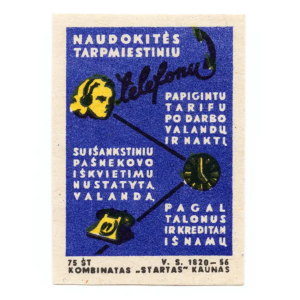 NAUDOKITĖS
TARPMIESTINIU
telefonu
PAPIGINTU
TARIFU
PO DARBO
VALANDŲ
IR NAKTĮ
SU IŠANKSTINIU
PAŠNEKOVO
IŠKVIETIMU
NUSTATYTĄ
VALANDĄ
PAGAL
TALONUS
IR KREDITAN
IŠ NAMŲ
75 ŠT V. S. 1820-56
KOMBINATAS „STARTAS" KAUNAS